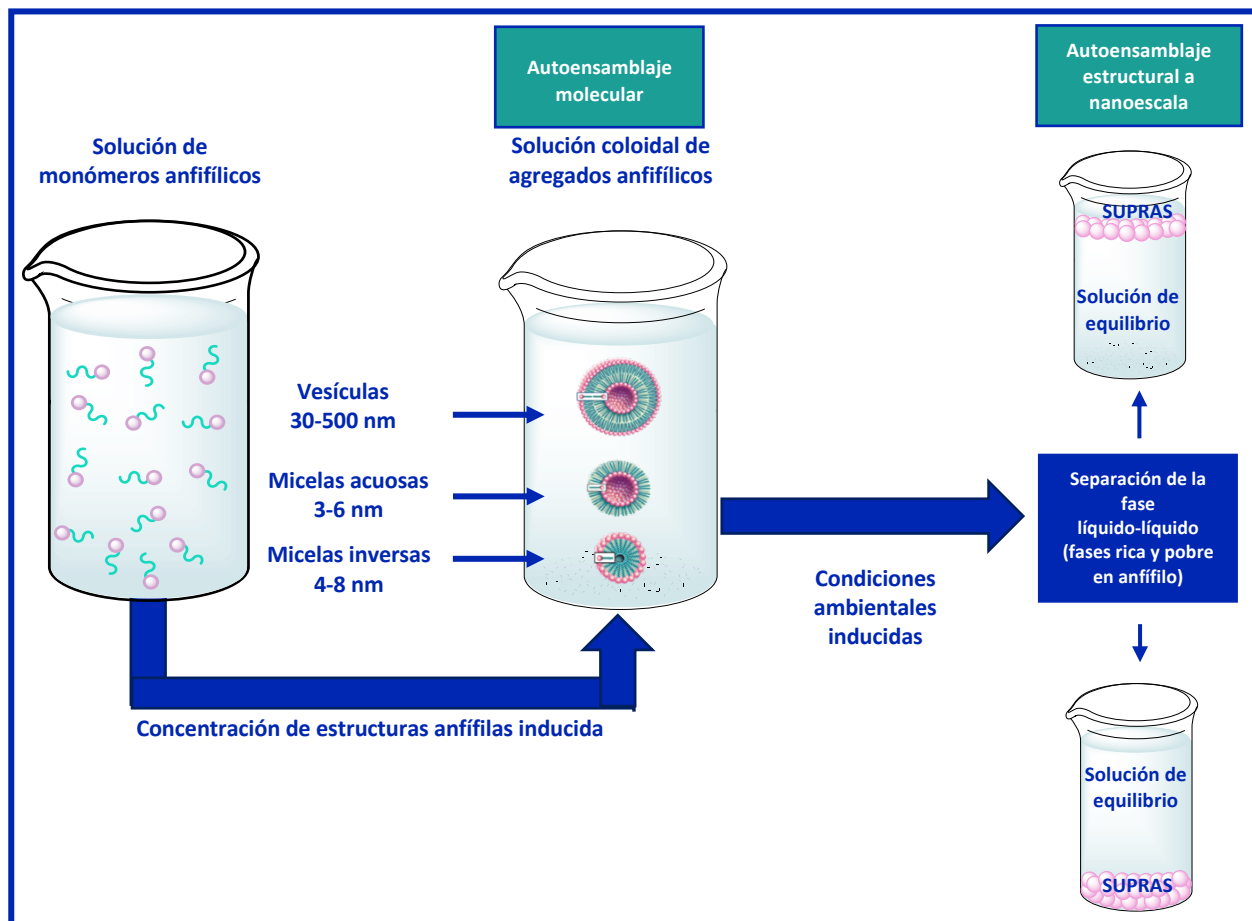 Autoensamblaje
molecular
Autoensamblaje
estructural a
nanoescala
Solución de
monómeros anfifílicos
Solución coloidal de
agregados anfifílicos
Vesículas
30-500 nm
Micelas acuosas
3-6 nm
Micelas inversas
4-8 nm
Concentración de estructuras anfífilas inducida
Condiciones
ambientales
inducidas
SUPRAS
Solución de
equilibrio
Separación de la
fase
líquido-líquido
(fases rica y pobre
en anfífilo)
Solución de
equilibrio
SUPRAS